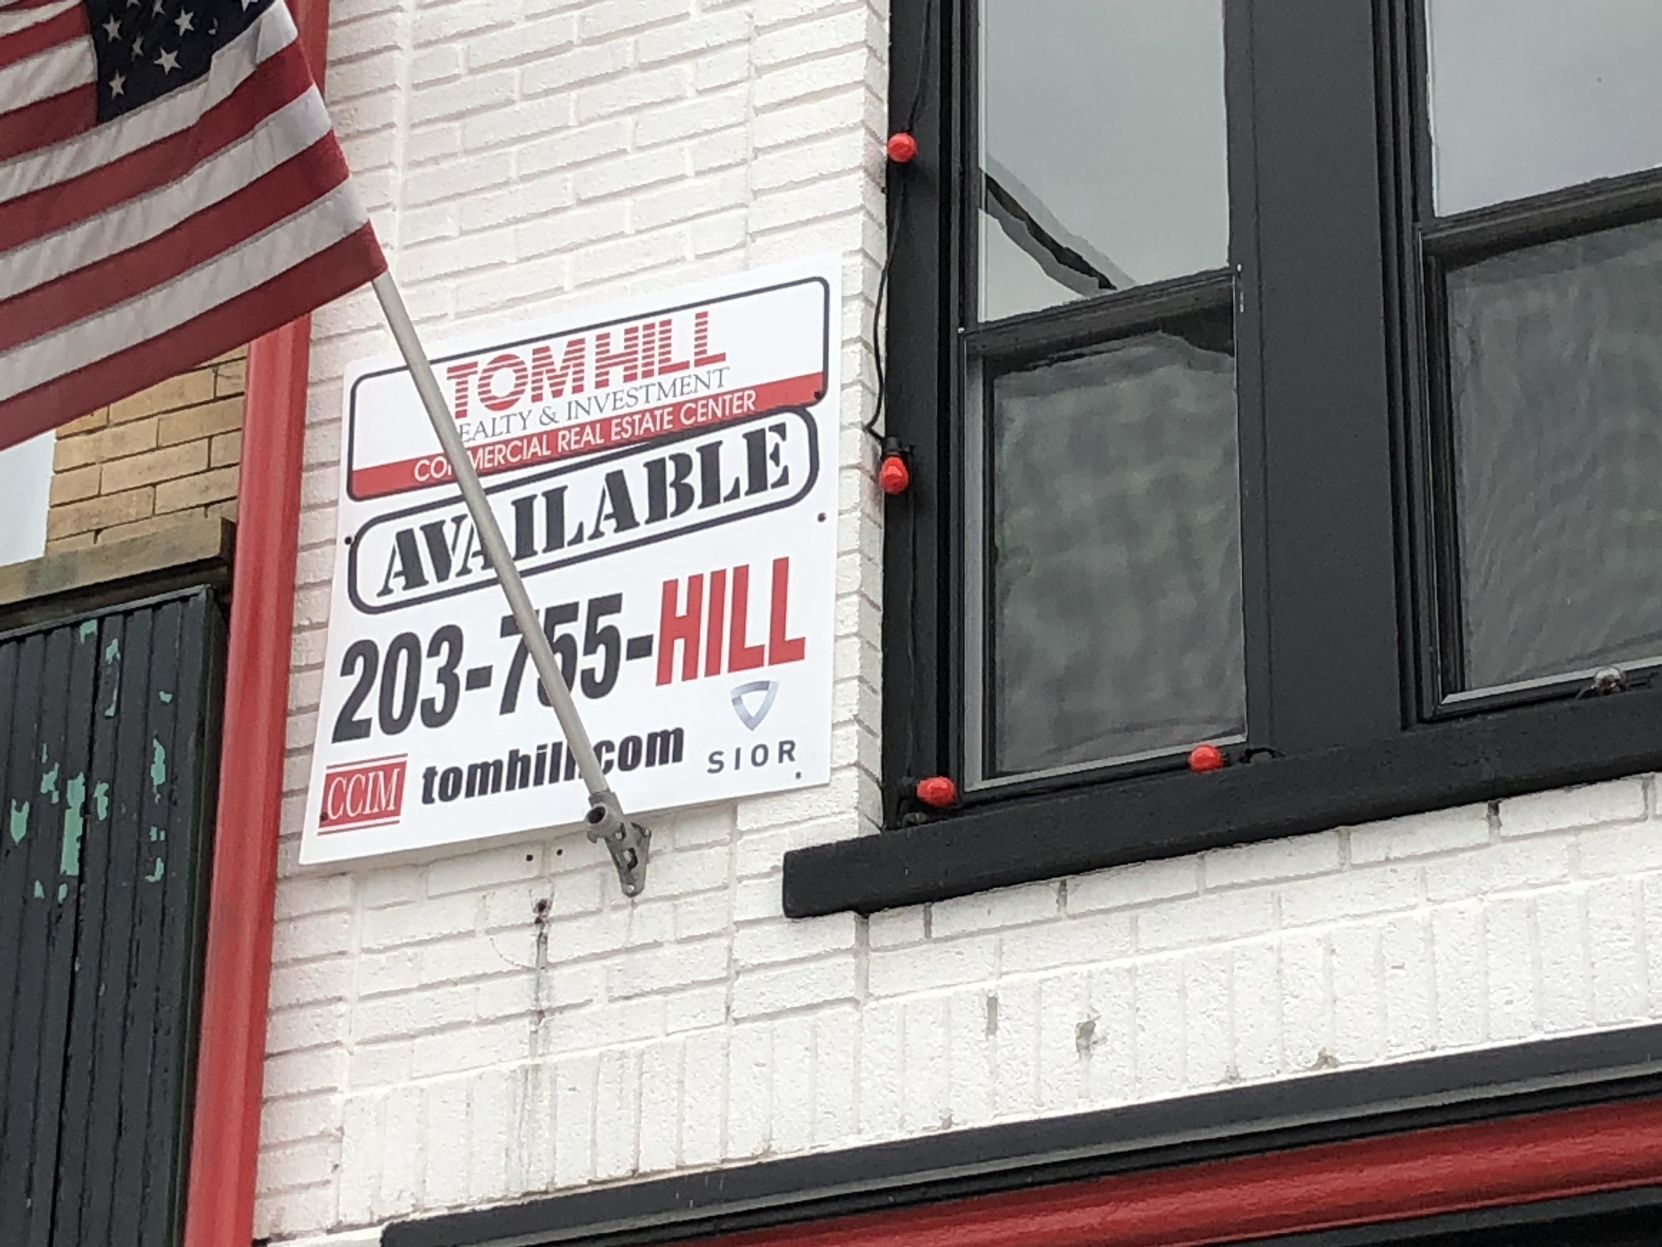 TOM HILL
REALTY & INVESTMENT
COMMERCIAL REAL ESTATE CENTER
AVAILABLE
203-755-HILL
CCIM tomhill.com SIOR